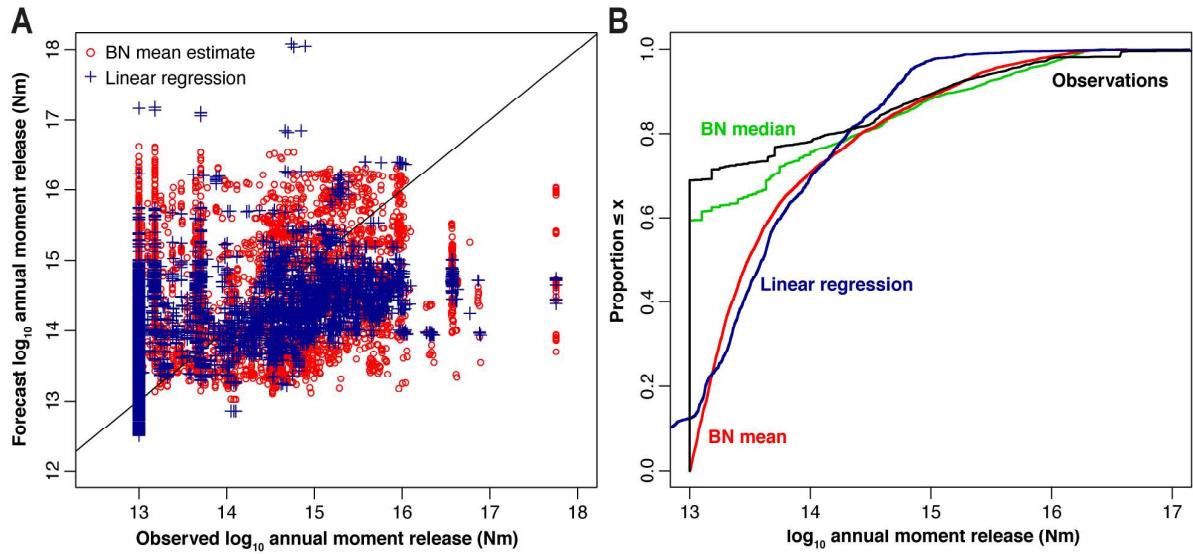 A
BN mean estimate
Linear regression
Forecast log10 annual moment release (Nm)
18
17
16
15
14
13
12
13
14
15
16
17
18
Observed log10 annual moment release (Nm)
B
Proportion ≤ x
1.0
0.8
0.6
0.4
0.2
0.0
Observations
BN median
Linear regression
BN mean
13
14
15
16
17
log10 annual moment release (Nm)